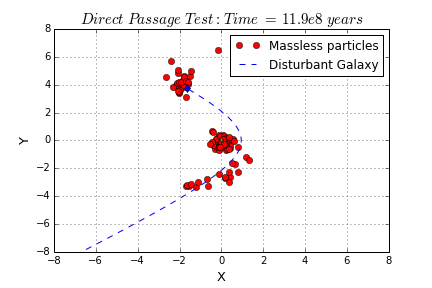 Direct Passage Test : Time = 11.9e8 years
Massless particles
Disturbant Galaxy
8
6
4
2
0
−2
−4
−6
−8
Y
−8 −6 −4 −2 0 2 4 6 8
X